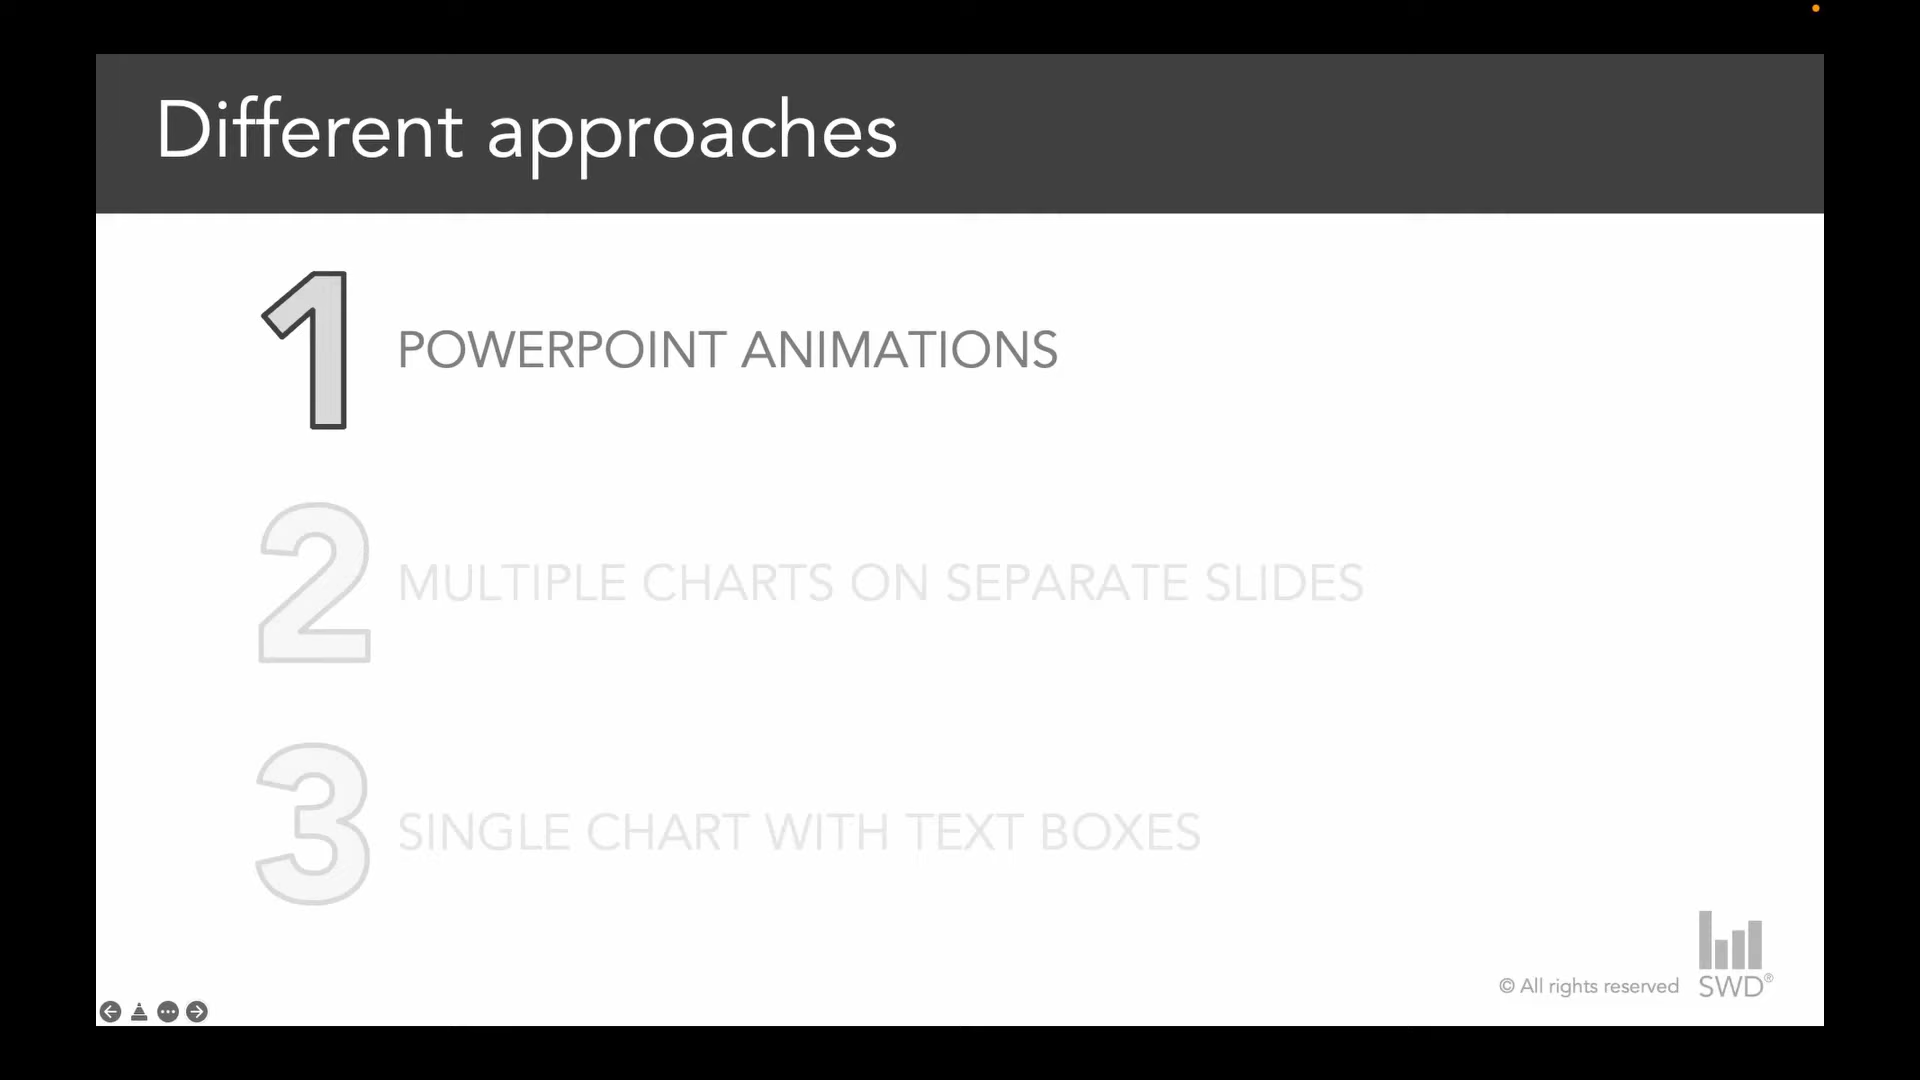 Different approaches
1 POWERPOINT ANIMATIONS
2 MULTIPLE CHARTS ON SEPARATE SLIDES
3 SINGLE CHART WITH TEXT BOXES
© All rights reserved SWD®